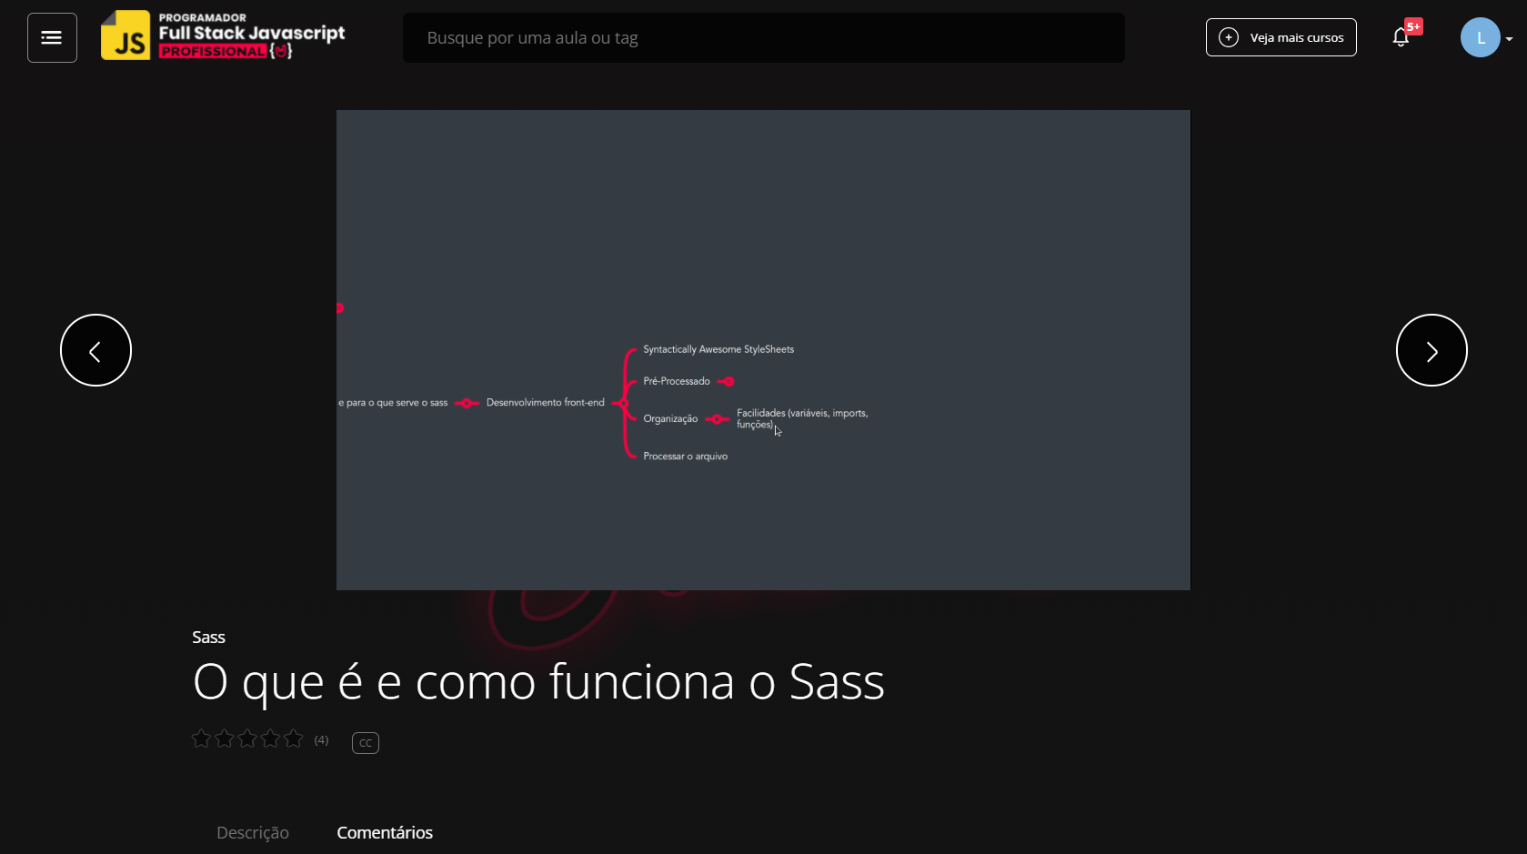 JS
PROGRAMADOR
Full Stack Javascript
PROFISSIONAL
Busque por uma aula ou tag
Veja mais cursos
5+
L
Syntactically Awesome StyleSheets
Pré-Processado
e para o que serve o sass
Desenvolvimento front-end
Organização
Facilidades (variáveis, imports,
funções)
Processar o arquivo
Sass
O que é e como funciona o Sass
(4)
CC
Descrição
Comentários